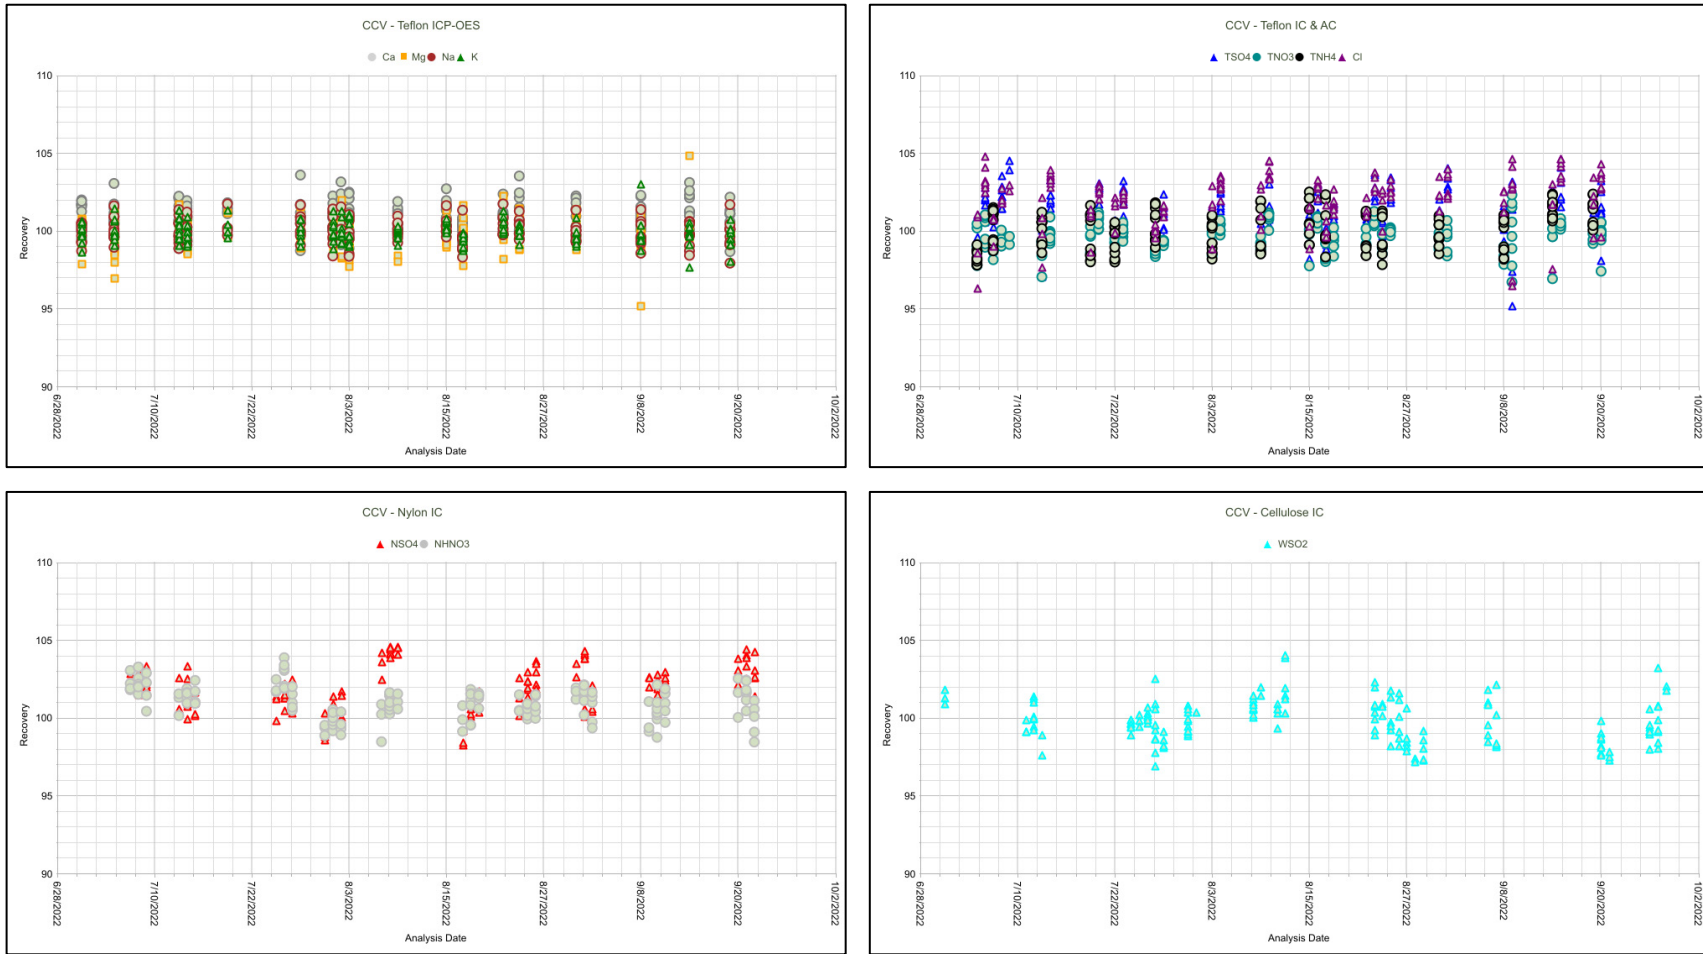 CCV - Teflon ICP-OES
Ca Mg Na K
110
105
100
95
90
Recovery
6/28/2022 7/10/2022 7/22/2022 8/3/2022 8/15/2022 8/27/2022 9/8/2022 9/20/2022 10/2/2022
Analysis Date
CCV - Teflon IC & AC
TSO4 TNO3 TNH4 Cl
110
105
100
95
90
Recovery
6/28/2022 7/10/2022 7/22/2022 8/3/2022 8/15/2022 8/27/2022 9/8/2022 9/20/2022 10/2/2022
Analysis Date
CCV - Nylon IC
NSO4 NHNO3
110
105
100
95
90
Recovery
6/28/2022 7/10/2022 7/22/2022 8/3/2022 8/15/2022 8/27/2022 9/8/2022 9/20/2022 10/2/2022
Analysis Date
CCV - Cellulose IC
WSO2
110
105
100
95
90
Recovery
6/28/2022 7/10/2022 7/22/2022 8/3/2022 8/15/2022 8/27/2022 9/8/2022 9/20/2022 10/2/2022
Analysis Date